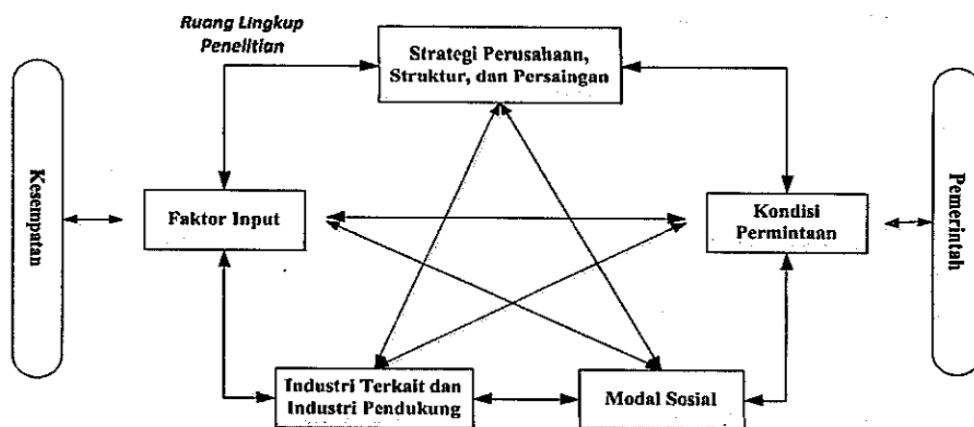 Ruang Lingkup
Penelitian
Strategi Perusahaan,
Struktur, dan Persaingan
Kesempatan
Faktor Input
Kondisi
Permintaan
Pemerintah
Industri Terkait dan
Industri Pendukung
Modal Sosial